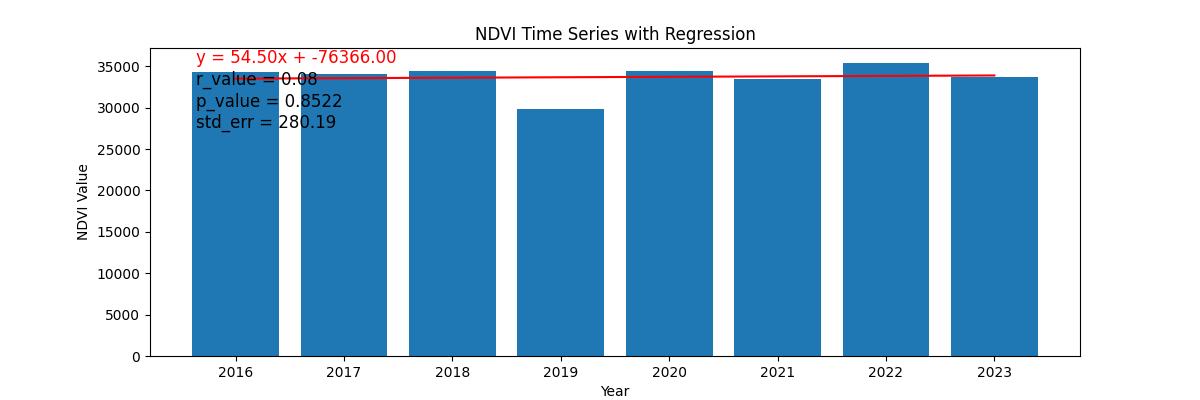 NDVI Time Series with Regression
y = 54.50x + -76366.00
r_value = 0.08
p_value = 0.8522
std_err = 280.19
NDVI Value
35000
30000
25000
20000
15000
10000
5000
0
2016 2017 2018 2019 2020 2021 2022 2023
Year